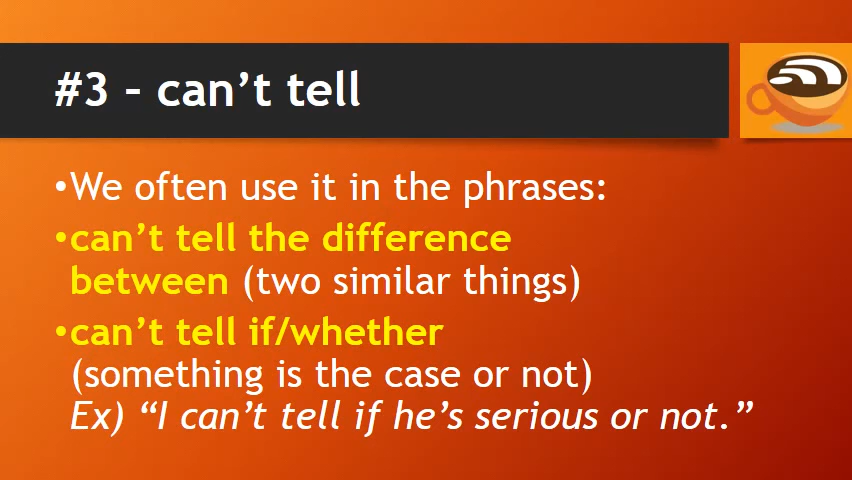 #3 – can’t tell
•We often use it in the phrases:
•can’t tell the difference
between (two similar things)
•can’t tell if/whether
(something is the case or not)
Ex) “I can’t tell if he’s serious or not.”